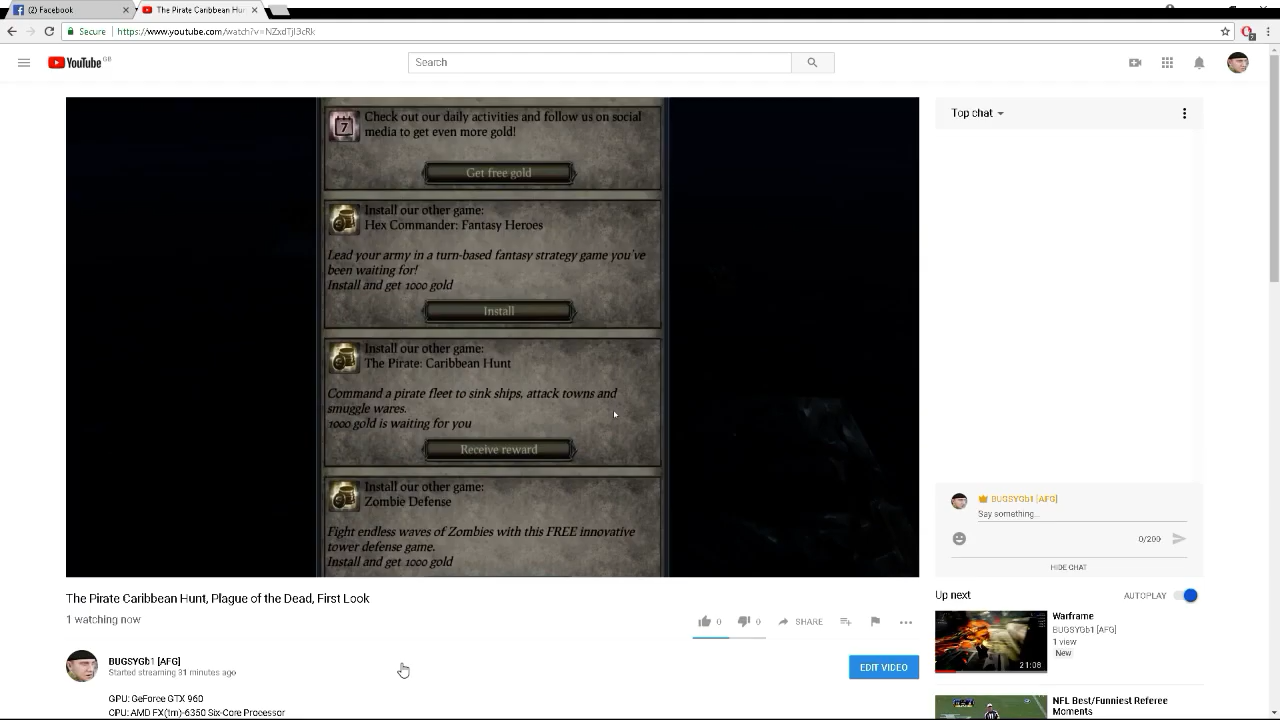 (2) Facebook
The Pirate Caribbean Hun
Secure
https://www.youtube.com/watch?v=NZxdTjI3cRk
YouTube GB
Search
Check out our daily activities and follow us on social
media to get even more gold!
Get free gold
Install our other game:
Hex Commander: Fantasy Heroes
Lead your army in a turn-based fantasy strategy game you've
been waiting for!
Install and get 1000 gold
Install
Install our other game:
The Pirate: Caribbean Hunt
Command a pirate fleet to sink ships, attack towns and
smuggle wares.
1000 gold is waiting for you
Receive reward
Install our other game:
Zombie Defense
Fight endless waves of Zombies with this FREE innovative
tower defense game.
Install and get 1000 gold
Top chat
BUGSYGb1 [AFG]
Say something...
0/200
HIDE CHAT
The Pirate Caribbean Hunt, Plague of the Dead, First Look
1 watching now
0
0
SHARE
BUGSYGb1 [AFG]
Started streaming 31 minutes ago
EDIT VIDEO
GPU: GeForce GTX 960
CPU: AMD FX(tm)-6350 Six-Core Processor
Up next
AUTOPLAY
Warframe
BUGSYGb1 [AFG]
1 view
New
21:08
NFL Best/Funniest Referee
Moments